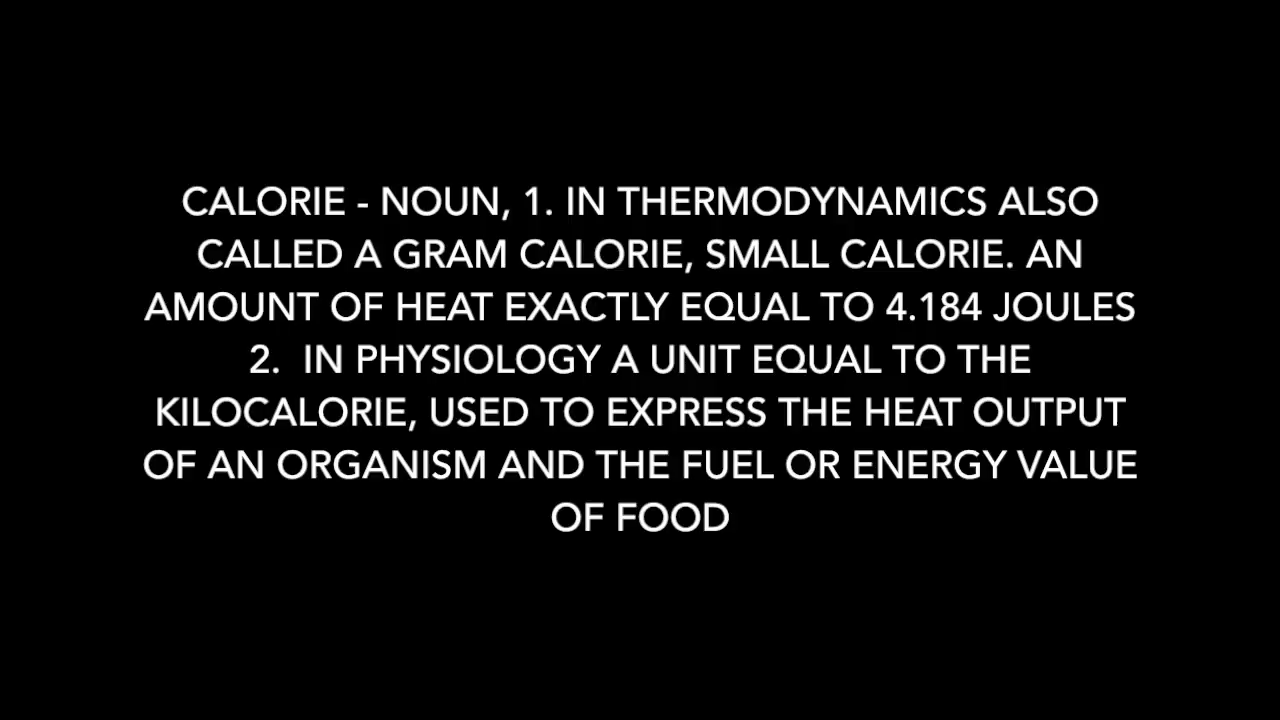 CALORIE - NOUN, 1. IN THERMODYNAMICS ALSO
CALLED A GRAM CALORIE, SMALL CALORIE. AN
AMOUNT OF HEAT EXACTLY EQUAL TO 4.184 JOULES
2.  IN PHYSIOLOGY A UNIT EQUAL TO THE
KILOCALORIE, USED TO EXPRESS THE HEAT OUTPUT
OF AN ORGANISM AND THE FUEL OR ENERGY VALUE
OF FOOD